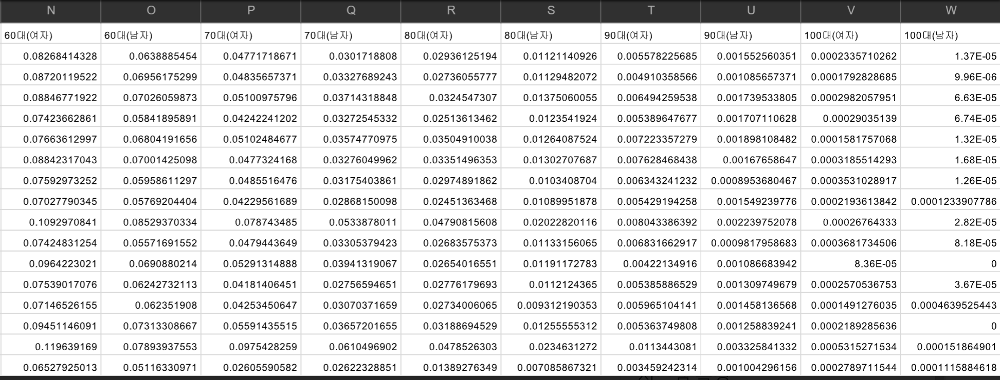 N O P Q R S T U V W
60대(여자) 60대(남자) 70대(여자) 70대(남자) 80대(여자) 80대(남자) 90대(여자) 90대(남자) 100대(여자) 100대(남자)
0.08268414328 0.0638885454 0.04771718671 0.0301718808 0.02936125194 0.01121140926 0.005578225685 0.001552560351 0.0002335710262 1.37E-05
0.08720119522 0.06956175299 0.04835657371 0.03327689243 0.02736055777 0.01129482072 0.004910358566 0.001085657371 0.0001792828685 9.96E-06
0.08846771922 0.07026059873 0.05100975796 0.03714318848 0.0324547307 0.01375060055 0.006494259538 0.001739533805 0.0002982057951 6.63E-05
0.07423662861 0.05841895891 0.04242241202 0.03272545332 0.02513613462 0.0123541924 0.005389647677 0.001707110628 0.00029035139 6.74E-05
0.07663612997 0.06804191656 0.05102484677 0.03574770975 0.03504910038 0.01264087524 0.007223357279 0.001898108482 0.0001581757068 1.32E-05
0.08842317043 0.07001425098 0.0477324168 0.03276049962 0.03351496353 0.01302707687 0.007628468438 0.00167658647 0.0003185514293 1.68E-05
0.07592973252 0.05958611297 0.0485516476 0.03175403861 0.02974891862 0.0103408704 0.006343241232 0.0008953680467 0.0003531028917 1.26E-05
0.07027790345 0.05769204404 0.04229561689 0.02868150098 0.02451363468 0.01089951878 0.005429194258 0.001549239776 0.0002193613842 0.0001233907786
0.1092970841 0.08529370334 0.078743485 0.0533878011 0.04790815608 0.02022820116 0.008043386392 0.002239752078 0.00026764333 2.82E-05
0.07424831254 0.05571691552 0.0479443649 0.03305379423 0.02683575373 0.01133156065 0.006831662917 0.0009817958683 0.0003681734506 8.18E-05
0.0964223021 0.0690880214 0.05291314888 0.03941319067 0.02654016551 0.01191172783 0.00422134916 0.001086683942 8.36E-05 0
0.07539017076 0.06242732113 0.04181406451 0.02756594651 0.02776179693 0.0112124365 0.005385886529 0.001309749679 0.0002570536753 3.67E-05
0.07146526155 0.062351908 0.04253450647 0.03070371659 0.02734006065 0.009312190353 0.005965104141 0.001458136568 0.0001491276035 0.0004639525443
0.09451146091 0.07313308667 0.05591435515 0.03657201655 0.03188694529 0.01255555312 0.005363749808 0.001258839241 0.0002189285636 0
0.119639169 0.07893937553 0.0975428259 0.0610496902 0.0478526303 0.0234631272 0.0113443081 0.003325841332 0.0005315271534 0.000151864901
0.06527925013 0.05116330971 0.02605590582 0.02622328851 0.01389276349 0.007085867321 0.003459242314 0.001004296156 0.0002789711544 0.0001115884618